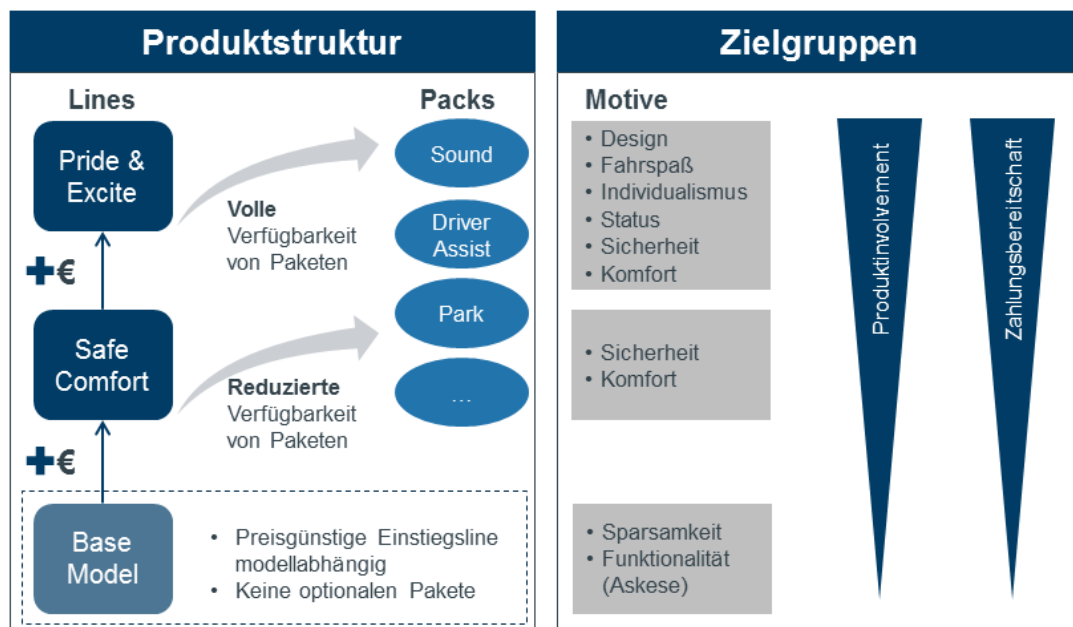 Produktstruktur
Lines
Packs
Pride &
Excite
Volle
Verfügbarkeit
von Paketen
Sound
Driver
Assist
Park
…
+€
Safe
Comfort
Reduzierte
Verfügbarkeit
von Paketen
+€
Base
Model
• Preisgünstige Einstiegsline
modellabhängig
• Keine optionalen Pakete
Zielgruppen
Motive
• Design
• Fahrspaß
• Individualismus
• Status
• Sicherheit
• Komfort
• Sicherheit
• Komfort
• Sparsamkeit
• Funktionalität
(Askese)
Produktinvolvement
Zahlungsbereitschaft